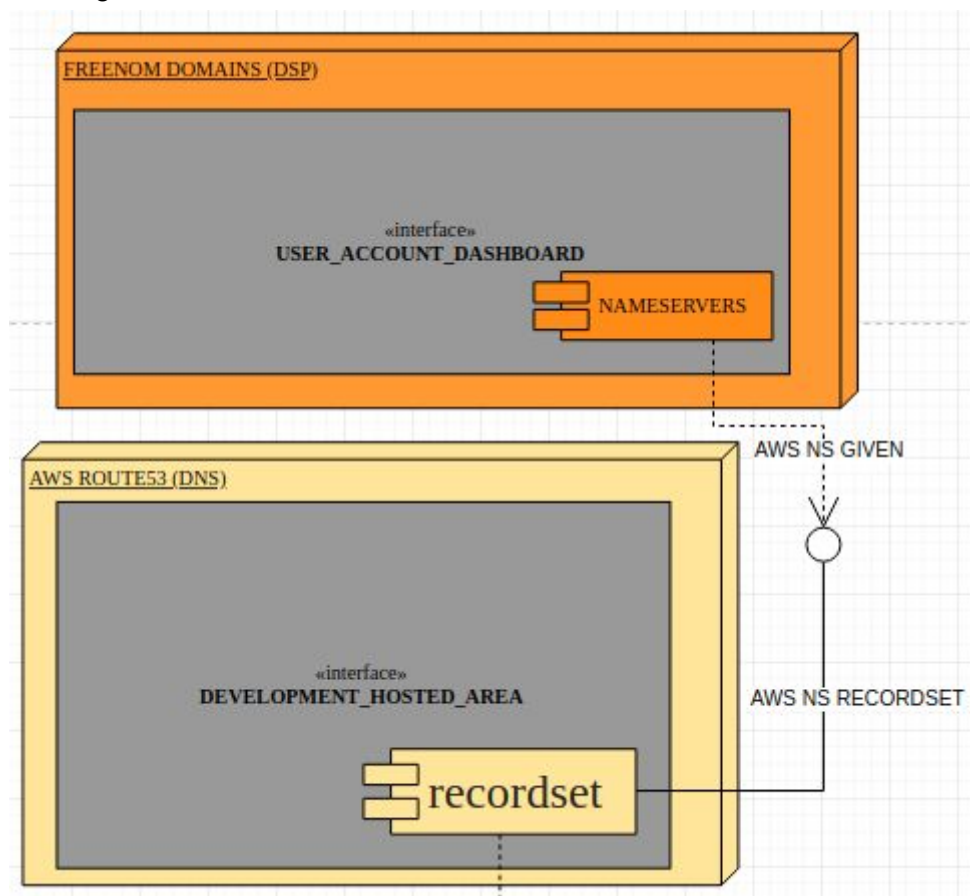 FREENOM DOMAINS (DSP)
«interface»
USER_ACCOUNT_DASHBOARD
NAMESERVERS
AWS NS GIVEN
AWS ROUTE53 (DNS)
«interface»
DEVELOPMENT_HOSTED_AREA
AWS NS RECORDSET
recordset